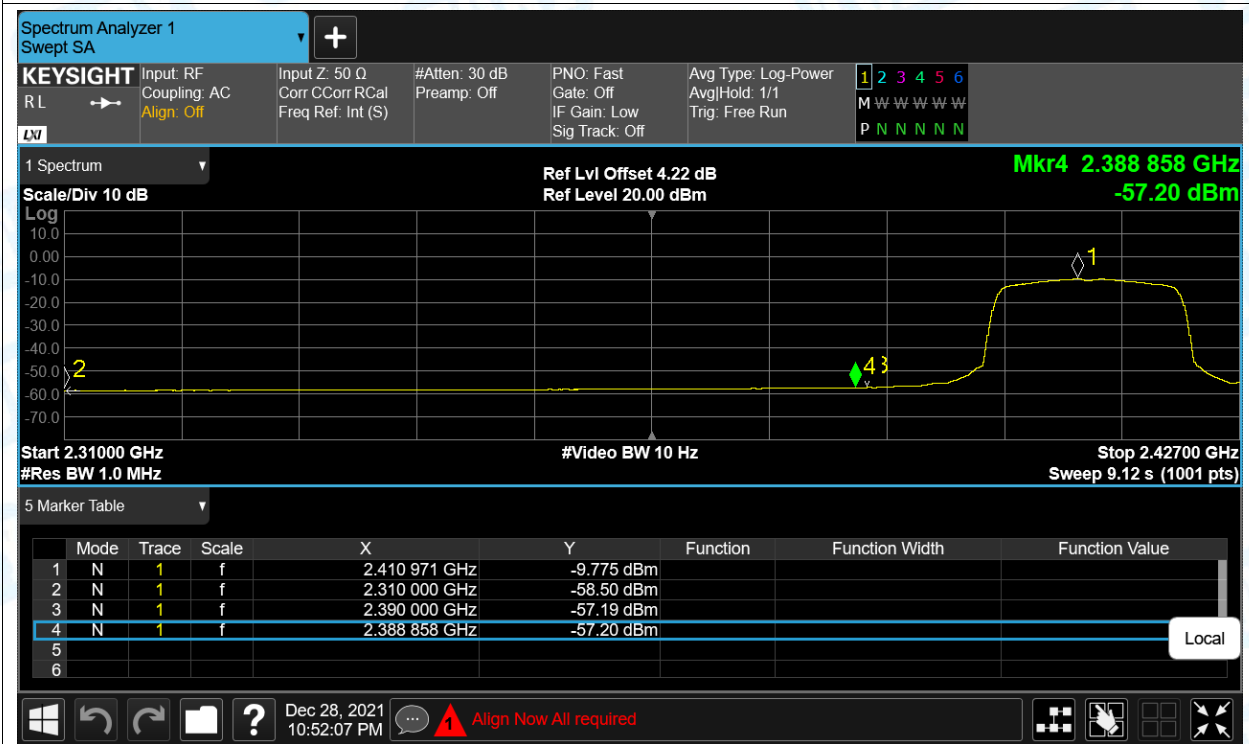 Spectrum Analyzer 1
Swept SA
+
KEYSIGHT Input: RF Input Z: 50 Ω #Atten: 30 dB PNO: Fast Avg Type: Log-Power 1 2 3 4 5 6
RL Coupling: AC Corr CCorr RCal Preamp: Off Gate: Off Avg|Hold: 1/1 M W W W W W
Align: Off Freq Ref: Int (S) IF Gain: Low Trig: Free Run
LXI Sig Track: Off P N N N N N
1 Spectrum Ref Lvl Offset 4.22 dB Mkr4 2.388 858 GHz
Scale/Div 10 dB Ref Level 20.00 dBm -57.20 dBm
Log
10.0
0.00 1
-10.0
-20.0
-30.0
-40.0
-50.0 2 4 3
-60.0
-70.0
Start 2.31000 GHz #Video BW 10 Hz Stop 2.42700 GHz
#Res BW 1.0 MHz Sweep 9.12 s (1001 pts)
5 Marker Table
Mode Trace Scale X Y Function Function Width Function Value
1 N 1 f 2.410 971 GHz -9.775 dBm
2 N 1 f 2.310 000 GHz -58.50 dBm
3 N 1 f 2.390 000 GHz -57.19 dBm
4 N 1 f 2.388 858 GHz -57.20 dBm
Local
5
6
? Dec 28, 2021 1 Align Now All required
10:52:07 PM